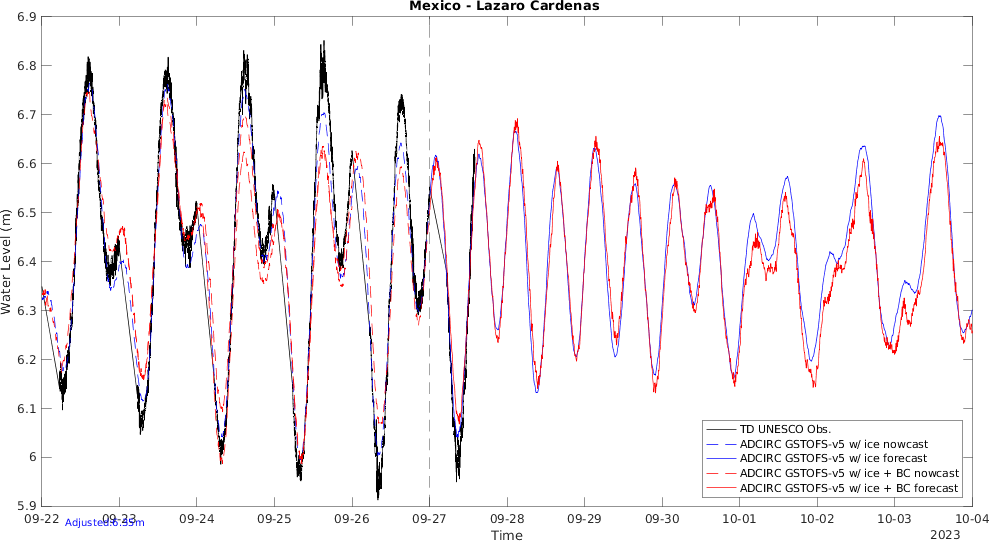 Mexico - Lazaro Cardenas
6.9
6.8
6.7
6.6
6.5
6.4
6.3
6.2
6.1
6
5.9
Water Level (m)
TD UNESCO Obs.
ADCIRC GSTOFS-v5 w/ ice nowcast
ADCIRC GSTOFS-v5 w/ ice forecast
ADCIRC GSTOFS-v5 w/ ice + BC nowcast
ADCIRC GSTOFS-v5 w/ ice + BC forecast
09-22 09-23 09-24 09-25 09-26 09-27 09-28 09-29 09-30 10-01 10-02 10-03 10-04
Adjusted:6.35m
Time
2023